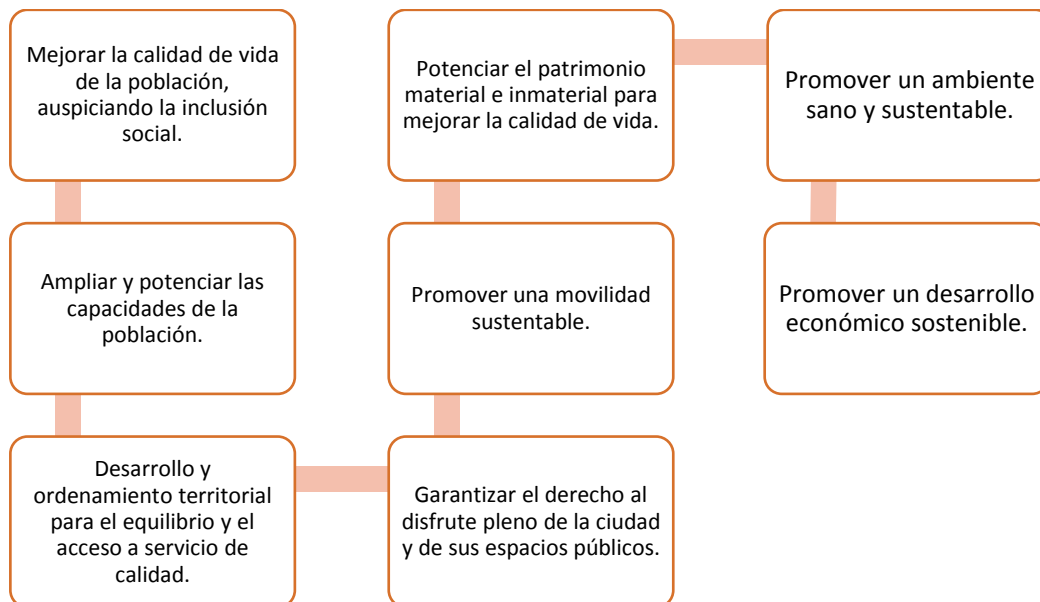 Mejorar la calidad de vida
de la población,
auspiciando la inclusión
social.
Ampliar y potenciar las
capacidades de la
población.
Desarrollo y
ordenamiento territorial
para el equilibrio y el
acceso a servicio de
calidad.
Garantizar el derecho al
disfrute pleno de la ciudad
y de sus espacios públicos.
Promover una movilidad
sustentable.
Potenciar el patrimonio
material e inmaterial para
mejorar la calidad de vida.
Promover un ambiente
sano y sustentable.
Promover un desarrollo
económico sostenible.